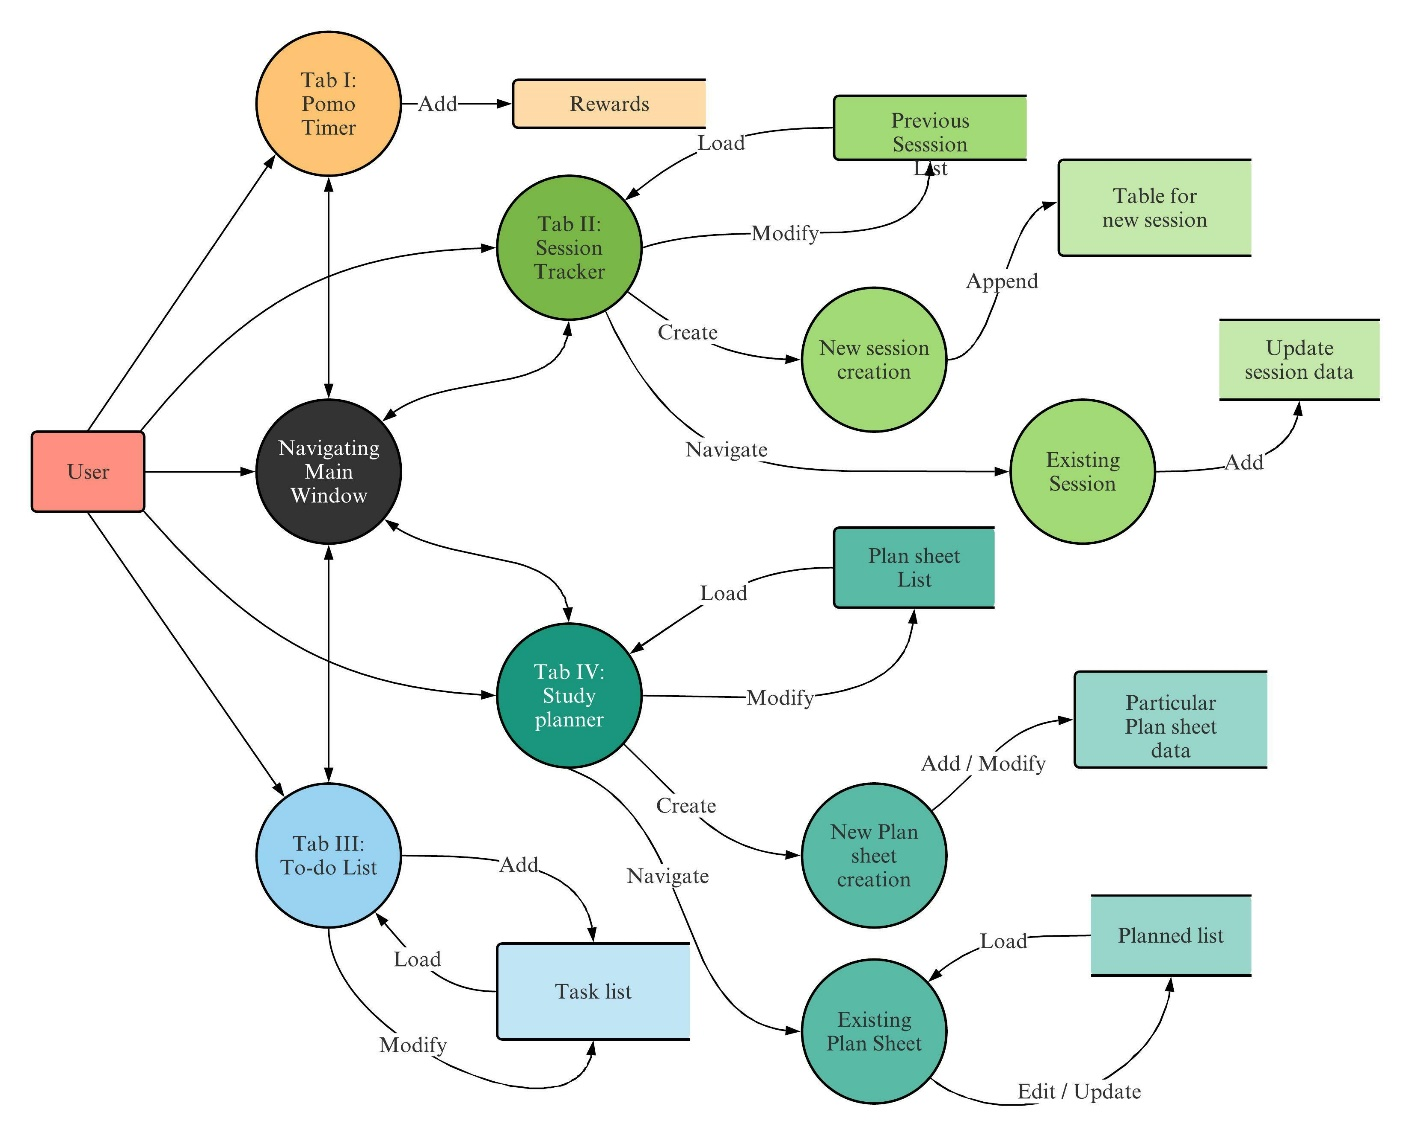 Tab I:
Pomo
Timer
Add
Rewards
Previous
Sesssion
List
Load
Tab II:
Session
Tracker
Modify
Table for
new session
Append
Create
New session
creation
Update
session data
Navigating
Main
Window
User
Navigate
Existing
Session
Add
Plan sheet
List
Load
Tab IV:
Study
planner
Modify
Particular
Plan sheet
data
Add / Modify
Create
New Plan
sheet
creation
Navigate
Tab III:
To-do List
Add
Load
Task list
Modify
Planned list
Load
Existing
Plan Sheet
Edit / Update